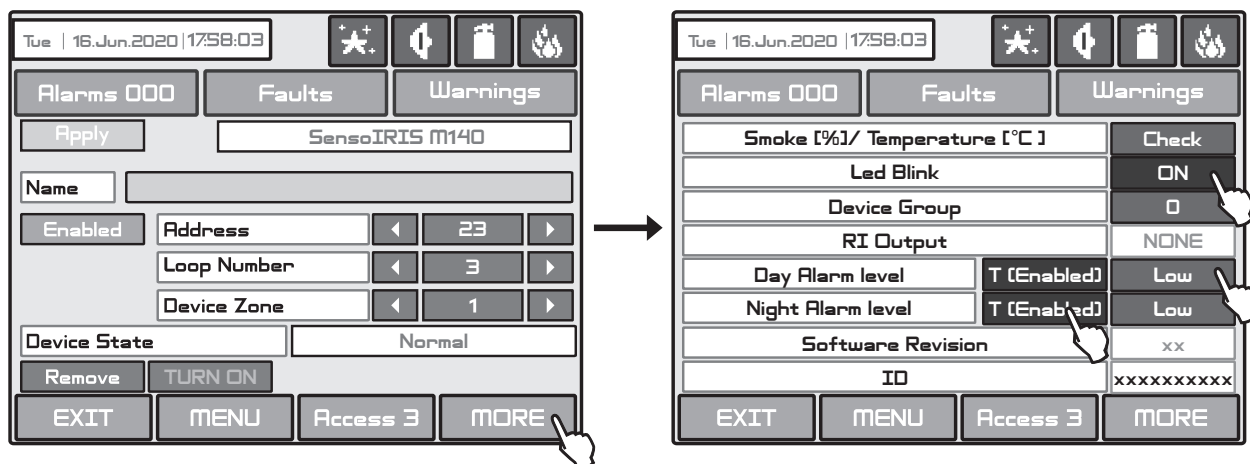 Tue | 16.Jun.2020 | 17:58:03
Alarms 000 Faults Warnings
Apply SensoIRIS M140
Name
Enabled Address 23
Loop Number 3
Device Zone 1
Device State Normal
Remove TURN ON
EXIT MENU Access 3 MORE
Tue | 16.Jun.2020 | 17:58:03
Alarms 000 Faults Warnings
Smoke [%]/ Temperature [°C ] Check
Led Blink ON
Device Group 0
RI Output NONE
Day Alarm level T (Enabled) Low
Night Alarm level T (Enabled) Low
Software Revision xx
ID xxxxxxxxxx
EXIT MENU Access 3 MORE